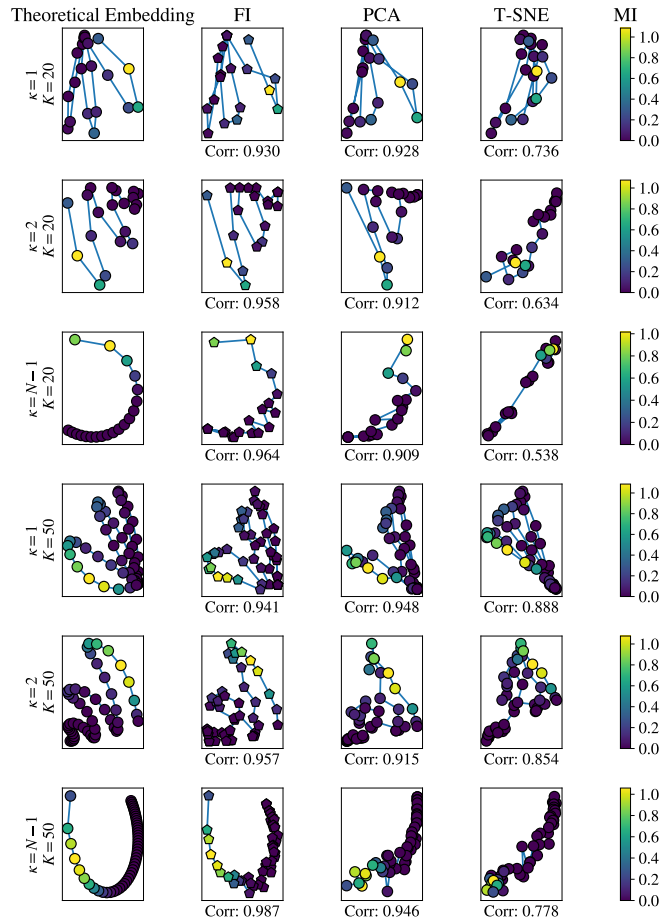 Theoretical Embedding FI PCA T-SNE MI
κ=1
K=20
Corr: 0.930 Corr: 0.928 Corr: 0.736
1.0
0.8
0.6
0.4
0.2
0.0
κ=2
K=20
Corr: 0.958 Corr: 0.912 Corr: 0.634
1.0
0.8
0.6
0.4
0.2
0.0
κ=N−1
K=20
Corr: 0.964 Corr: 0.909 Corr: 0.538
1.0
0.8
0.6
0.4
0.2
0.0
κ=1
K=50
Corr: 0.941 Corr: 0.948 Corr: 0.888
1.0
0.8
0.6
0.4
0.2
0.0
κ=2
K=50
Corr: 0.957 Corr: 0.915 Corr: 0.854
1.0
0.8
0.6
0.4
0.2
0.0
κ=N−1
K=50
Corr: 0.987 Corr: 0.946 Corr: 0.778
1.0
0.8
0.6
0.4
0.2
0.0